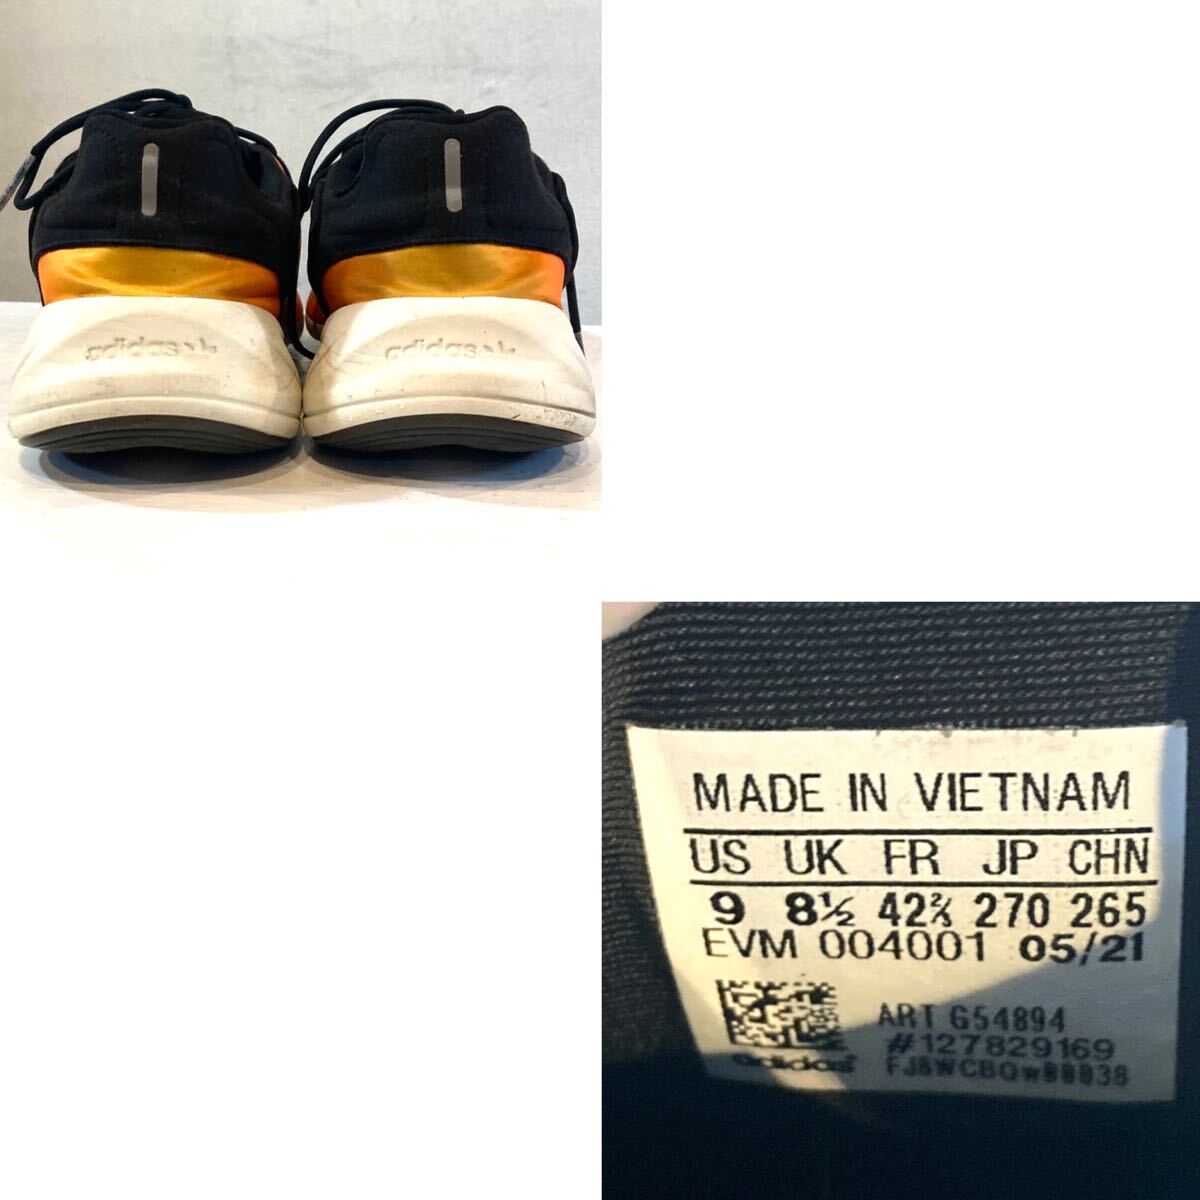 adidas
adidas
MADE IN VIETNAM
US UK FR JP CHN
9 8½ 42⅔ 270 265
EVM 004001 05/21
ART G54894
#127829169
adidas